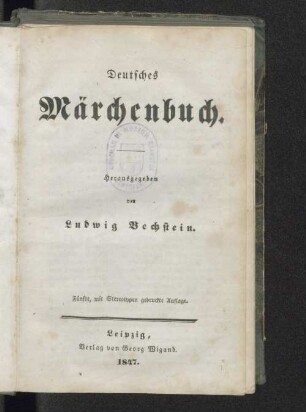 Deutsches
Märchenbuch.
Herausgegeben
von
Ludwig Bechstein.
Fünfte, mit Stereotypen gedruckte Auflage.
Leipzig,
Verlag von Georg Wigand.
1847.